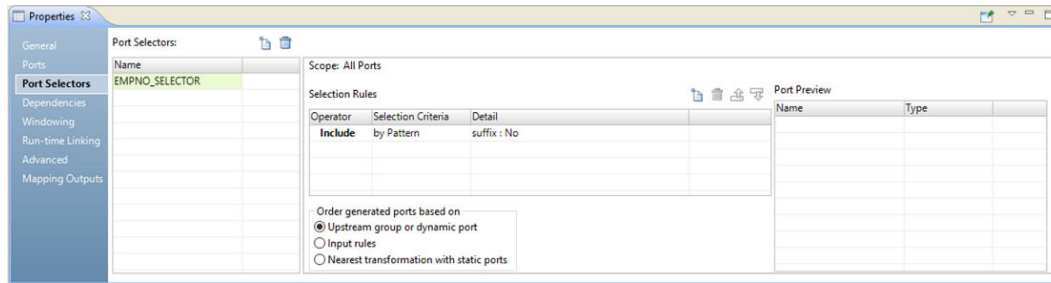 Properties
General
Ports
Port Selectors
Dependencies
Windowing
Run-time Linking
Advanced
Mapping Outputs
Port Selectors:
Name
EMPNO_SELECTOR
Scope: All Ports
Selection Rules
Operator Selection Criteria Detail
Include by Pattern suffix : No
Order generated ports based on
Upstream group or dynamic port
Input rules
Nearest transformation with static ports
Port Preview
Name Type